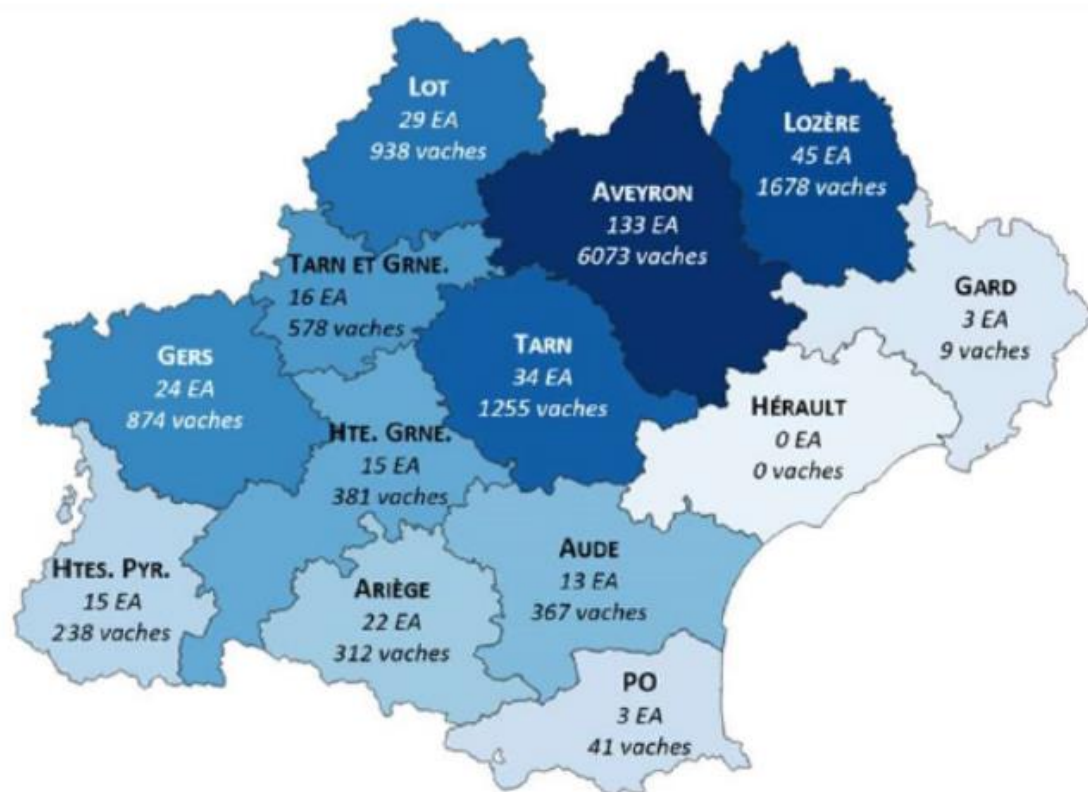 LOT
29 EA
938 vaches
LOZÈRE
45 EA
1678 vaches
AVEYRON
133 EA
6073 vaches
TARN ET GRNE.
16 EA
578 vaches
GARD
3 EA
9 vaches
GERS
24 EA
874 vaches
TARN
34 EA
1255 vaches
HÉRAULT
0 EA
0 vaches
HTE. GRNE.
15 EA
381 vaches
AUDE
13 EA
367 vaches
HTES. PYR.
15 EA
238 vaches
ARIÈGE
22 EA
312 vaches
PO
3 EA
41 vaches